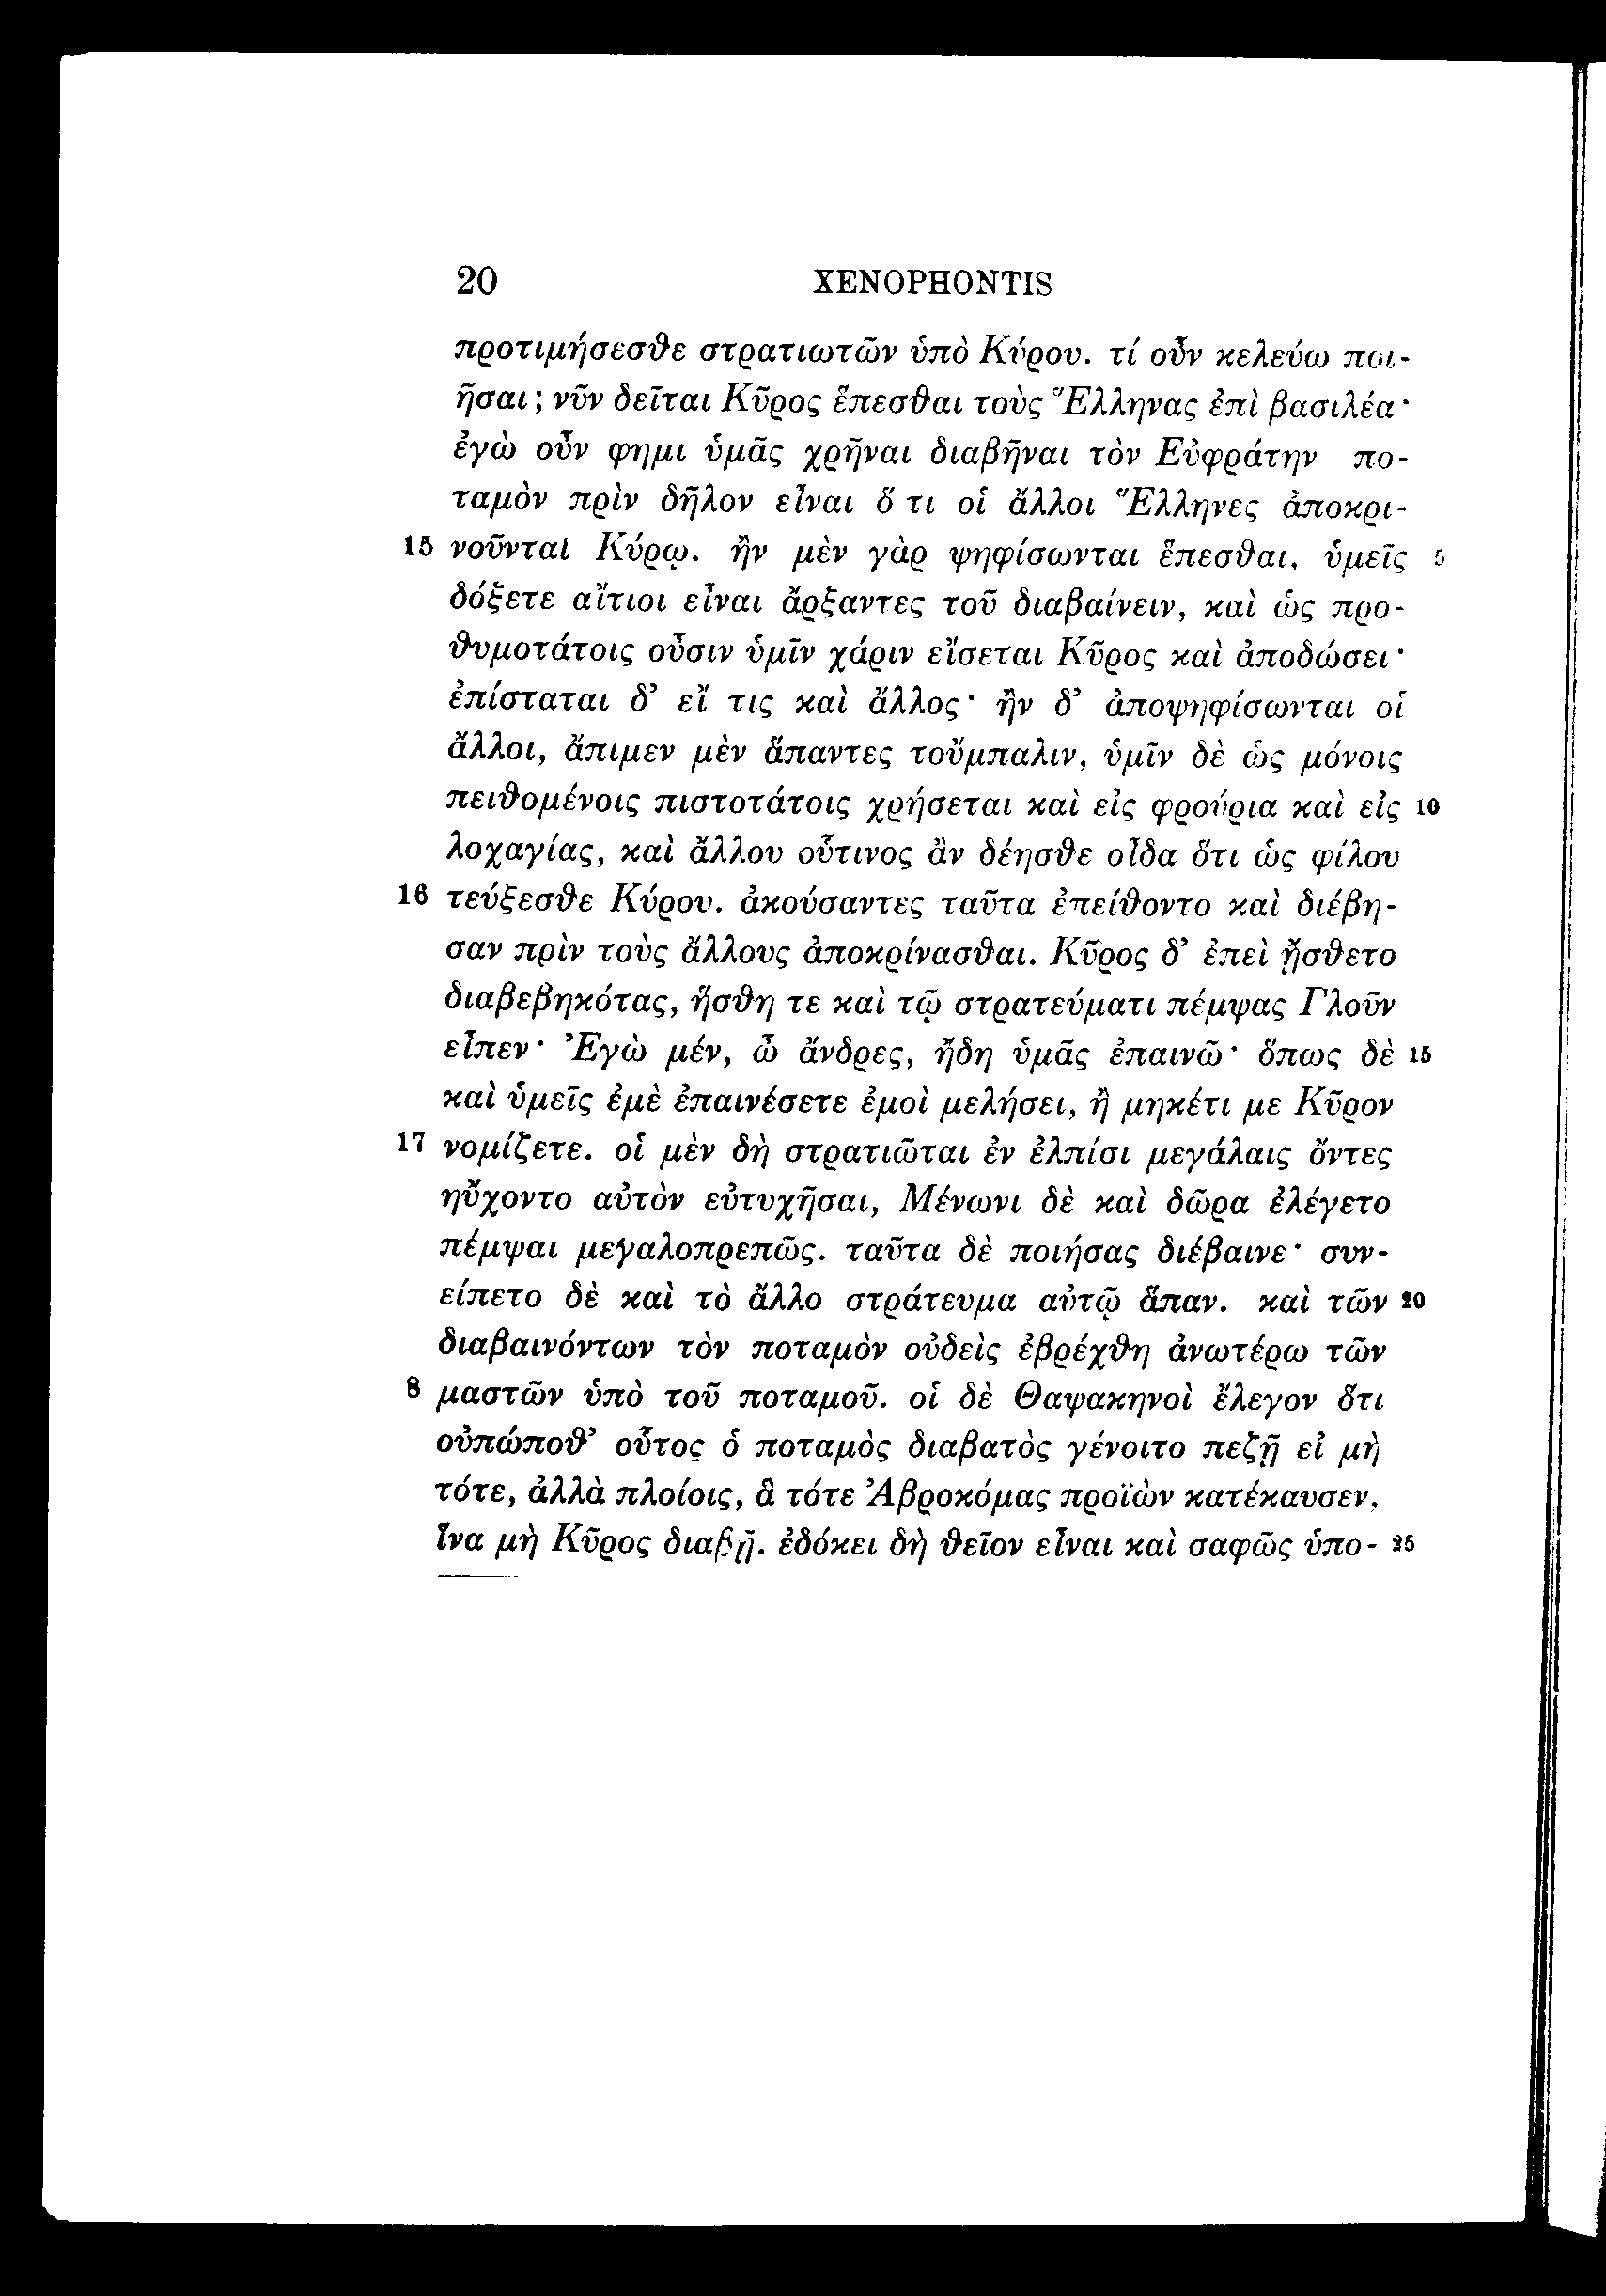 20 XENOPHONTIS
προτιμήσεσθε στρατιωτῶν ὑπὸ Κύρου. τί οὖν κελεύω ποι-
ῆσαι; νῦν δεῖται Κῦρος ἕπεσθαι τοὺς Ἕλληνας ἐπὶ βασιλέα·
ἐγὼ οὖν φημι ὑμᾶς χρῆναι διαβῆναι τὸν Εὐφράτην πο-
ταμὸν πρὶν δῆλον εἶναι ὅ τι οἱ ἄλλοι Ἕλληνες ἀποκρι-
15 νοῦνται Κύρῳ. ἢν μὲν γὰρ ψηφίσωνται ἕπεσθαι, ὑμεῖς 5
δόξετε αἴτιοι εἶναι ἄρξαντες τοῦ διαβαίνειν, καὶ ὡς προ-
θυμοτάτοις οὖσιν ὑμῖν χάριν εἴσεται Κῦρος καὶ ἀποδώσει·
ἐπίσταται δ’ εἴ τις καὶ ἄλλος· ἢν δ’ ἀποψηφίσωνται οἱ
ἄλλοι, ἄπιμεν μὲν ἅπαντες τοὔμπαλιν, ὑμῖν δὲ ὡς μόνοις
πειθομένοις πιστοτάτοις χρήσεται καὶ εἰς φρούρια καὶ εἰς 10
λοχαγίας, καὶ ἄλλου οὗτινος ἂν δέησθε οἶδα ὅτι ὡς φίλου
16 τεύξεσθε Κύρου. ἀκούσαντες ταῦτα ἐπείθοντο καὶ διέβη-
σαν πρὶν τοὺς ἄλλους ἀποκρίνασθαι. Κῦρος δ’ ἐπεὶ ᾔσθετο
διαβεβηκότας, ἥσθη τε καὶ τῷ στρατεύματι πέμψας Γλοῦν
εἶπεν· Ἐγὼ μέν, ὦ ἄνδρες, ἤδη ὑμᾶς ἐπαινῶ· ὅπως δὲ 15
καὶ ὑμεῖς ἐμὲ ἐπαινέσετε ἐμοὶ μελήσει, ἢ μηκέτι με Κῦρον
17 νομίζετε. οἱ μὲν δὴ στρατιῶται ἐν ἐλπίσι μεγάλαις ὄντες
ηὔχοντο αὐτὸν εὐτυχῆσαι, Μένωνι δὲ καὶ δῶρα ἐλέγετο
πέμψαι μεγαλοπρεπῶς. ταῦτα δὲ ποιήσας διέβαινε· συν-
είπετο δὲ καὶ τὸ ἄλλο στράτευμα αὐτῷ ἅπαν. καὶ τῶν 20
διαβαινόντων τὸν ποταμὸν οὐδεὶς ἐβρέχθη ἀνωτέρω τῶν
8 μαστῶν ὑπὸ τοῦ ποταμοῦ. οἱ δὲ Θαψακηνοὶ ἔλεγον ὅτι
οὐπώποθ’ οὗτος ὁ ποταμὸς διαβατὸς γένοιτο πεζῇ εἰ μὴ
τότε, ἀλλὰ πλοίοις, ἃ τότε Ἀβροκόμας προϊὼν κατέκαυσεν,
ἵνα μὴ Κῦρος διαβῇ. ἐδόκει δὴ θεῖον εἶναι καὶ σαφῶς ὑπο- 25